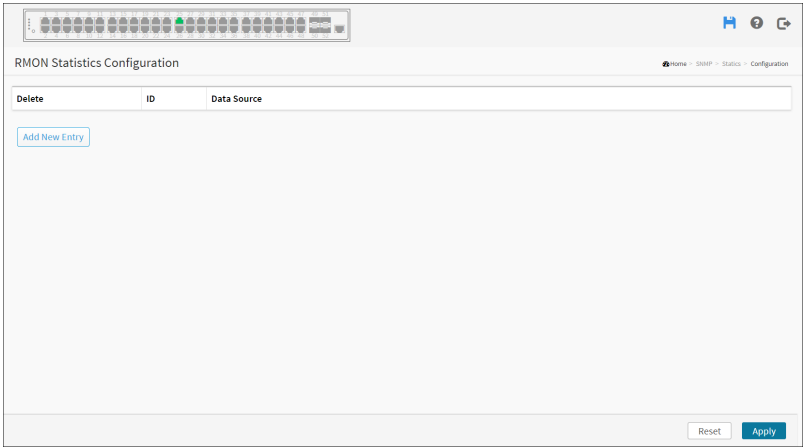 RMON Statistics Configuration
Home > SNMP > Statics > Configuration
Delete ID Data Source
Add New Entry
Reset Apply